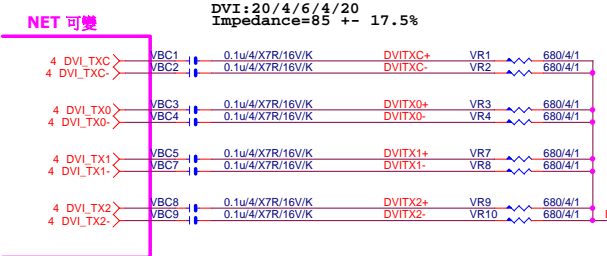 DVI:20/4/6/4/20
NET 可變 Impedance=85 +- 17.5%
4 DVI_TXC VBC1 0.1u/4/X7R/16V/K DVITXC+ VR1 680/4/1
4 DVI_TXC- VBC2 0.1u/4/X7R/16V/K DVITXC- VR2 680/4/1
4 DVI_TX0 VBC3 0.1u/4/X7R/16V/K DVITX0+ VR3 680/4/1
4 DVI_TX0- VBC4 0.1u/4/X7R/16V/K DVITX0- VR4 680/4/1
4 DVI_TX1 VBC5 0.1u/4/X7R/16V/K DVITX1+ VR7 680/4/1
4 DVI_TX1- VBC7 0.1u/4/X7R/16V/K DVITX1- VR8 680/4/1
4 DVI_TX2 VBC8 0.1u/4/X7R/16V/K DVITX2+ VR9 680/4/1
4 DVI_TX2- VBC9 0.1u/4/X7R/16V/K DVITX2- VR10 680/4/1